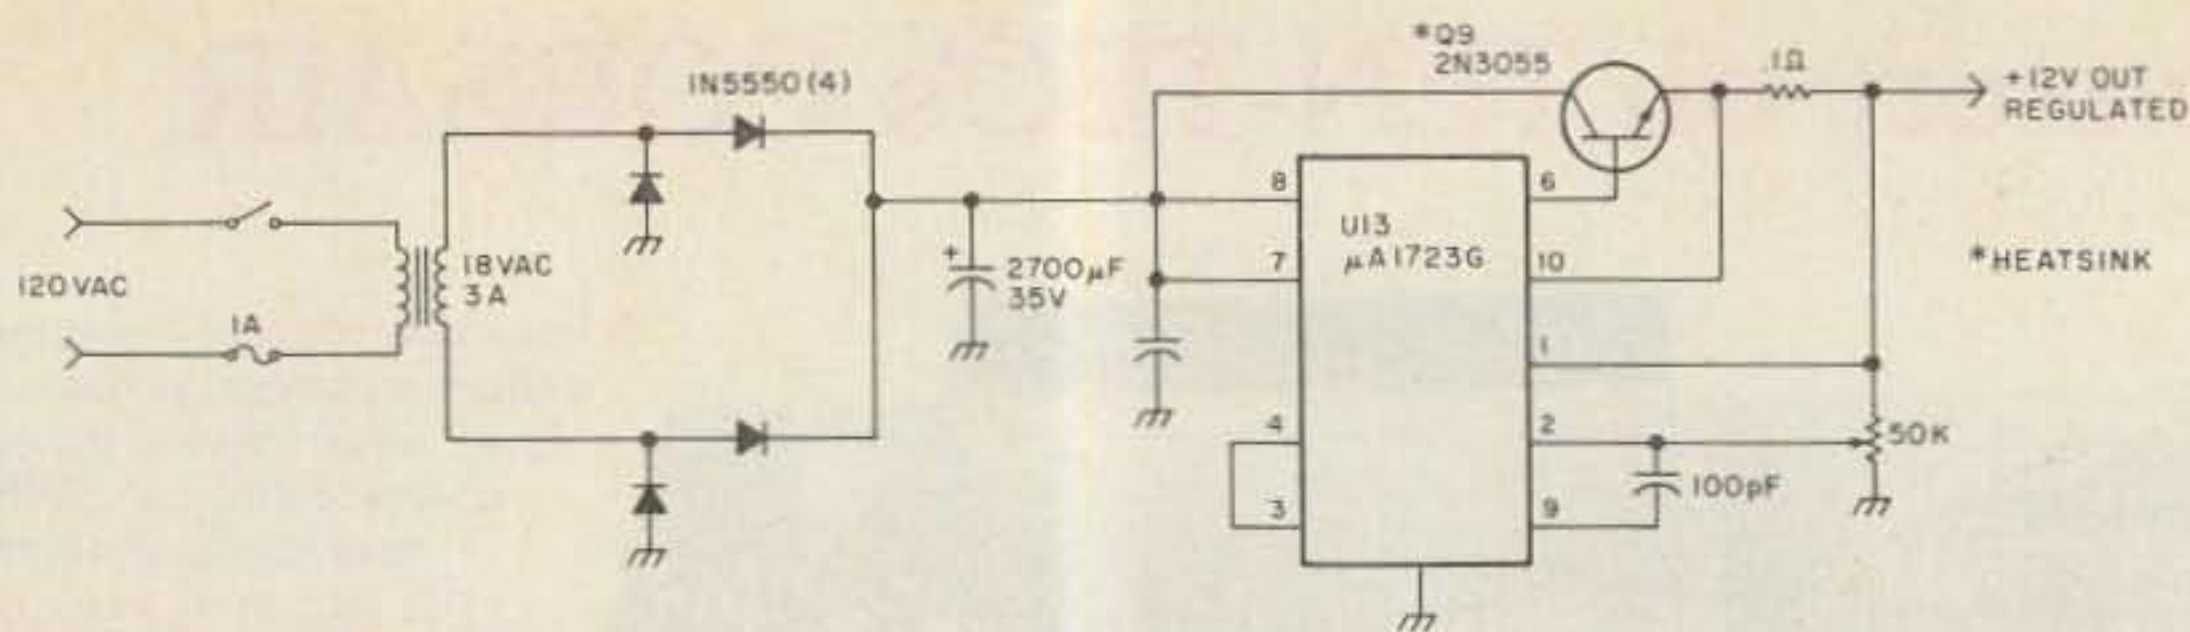 *Q9
2N3055
.1Ω
+12V OUT
REGULATED
1N5550(4)
8
6
U13
µA1723G
120VAC
18VAC
3A
+
2700µF
35V
7
10
*HEATSINK
1A
1
4
2
50K
3
9
100pF